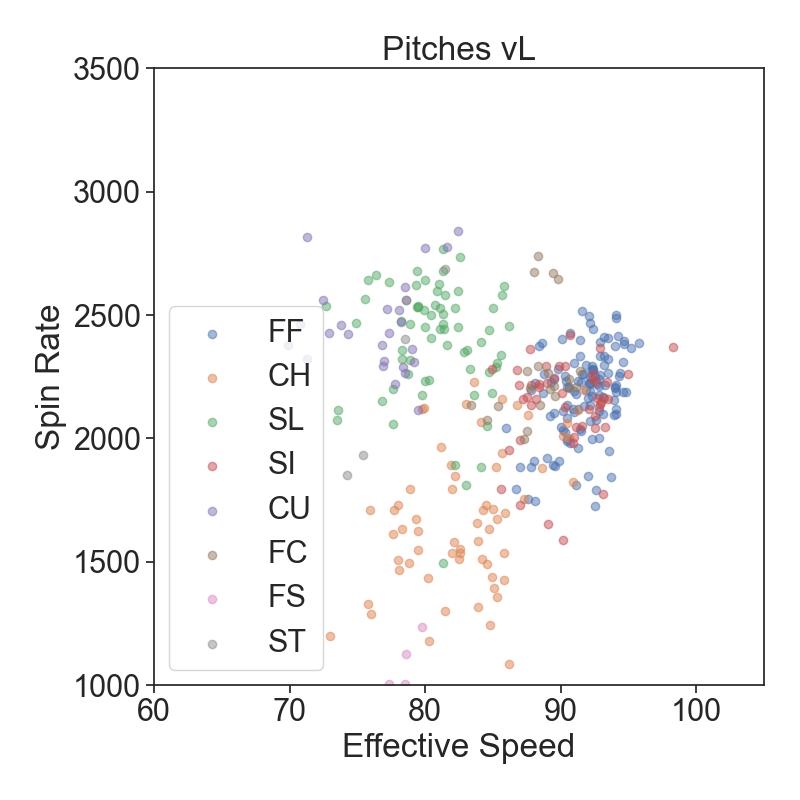 Pitches vL
3500
3000
2500
2000
1500
1000
Spin Rate
FF
CH
SL
SI
CU
FC
FS
ST
60 70 80 90 100
Effective Speed